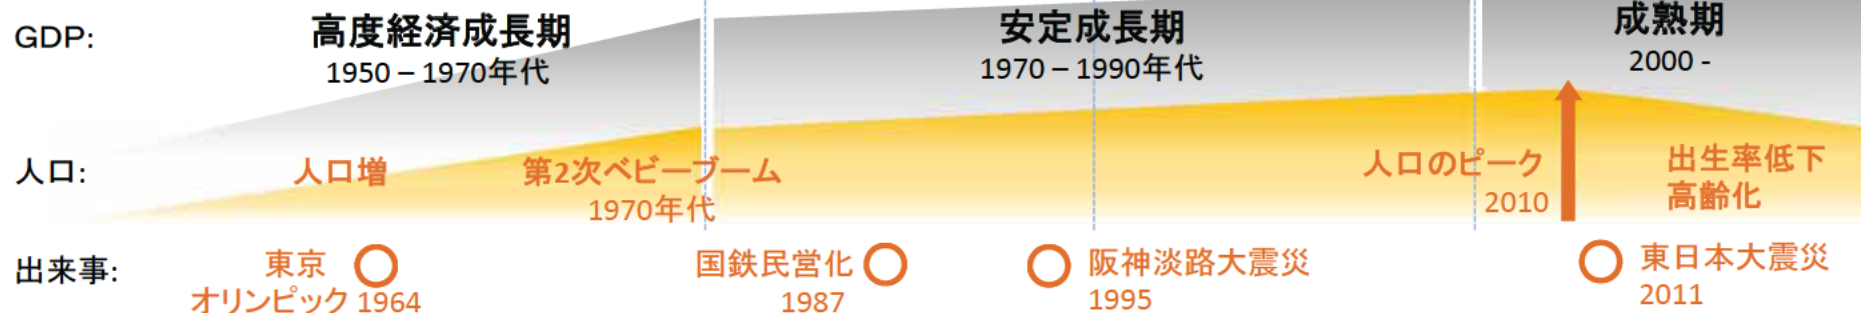 GDP:
高度経済成長期
1950 – 1970年代
安定成長期
1970 – 1990年代
成熟期
2000 -
人口:
人口増
第2次ベビーブーム
1970年代
人口のピーク
2010
出生率低下
高齢化
出来事:
東京
オリンピック 1964
国鉄民営化
1987
阪神淡路大震災
1995
東日本大震災
2011